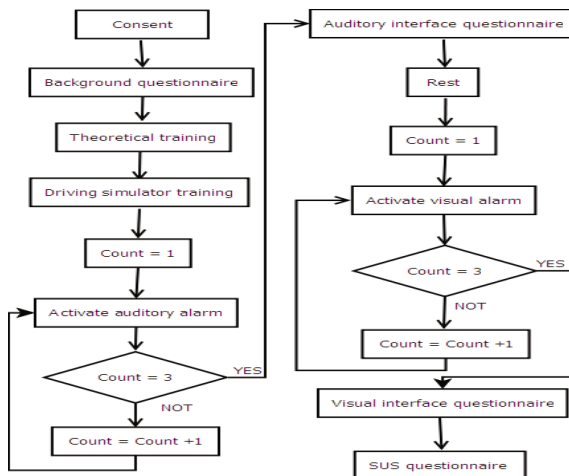 Consent
Background questionnaire
Theoretical training
Driving simulator training
Count = 1
Activate auditory alarm
Count = 3
YES
NOT
Count = Count +1
Auditory interface questionnaire
Rest
Count = 1
Activate visual alarm
Count = 3
YES
NOT
Count = Count +1
Visual interface questionnaire
SUS questionnaire